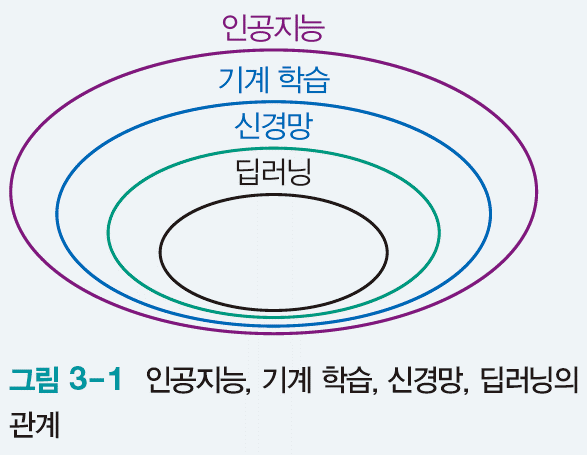 인공지능
기계 학습
신경망
딥러닝
그림 3-1 인공지능, 기계 학습, 신경망, 딥러닝의
관계